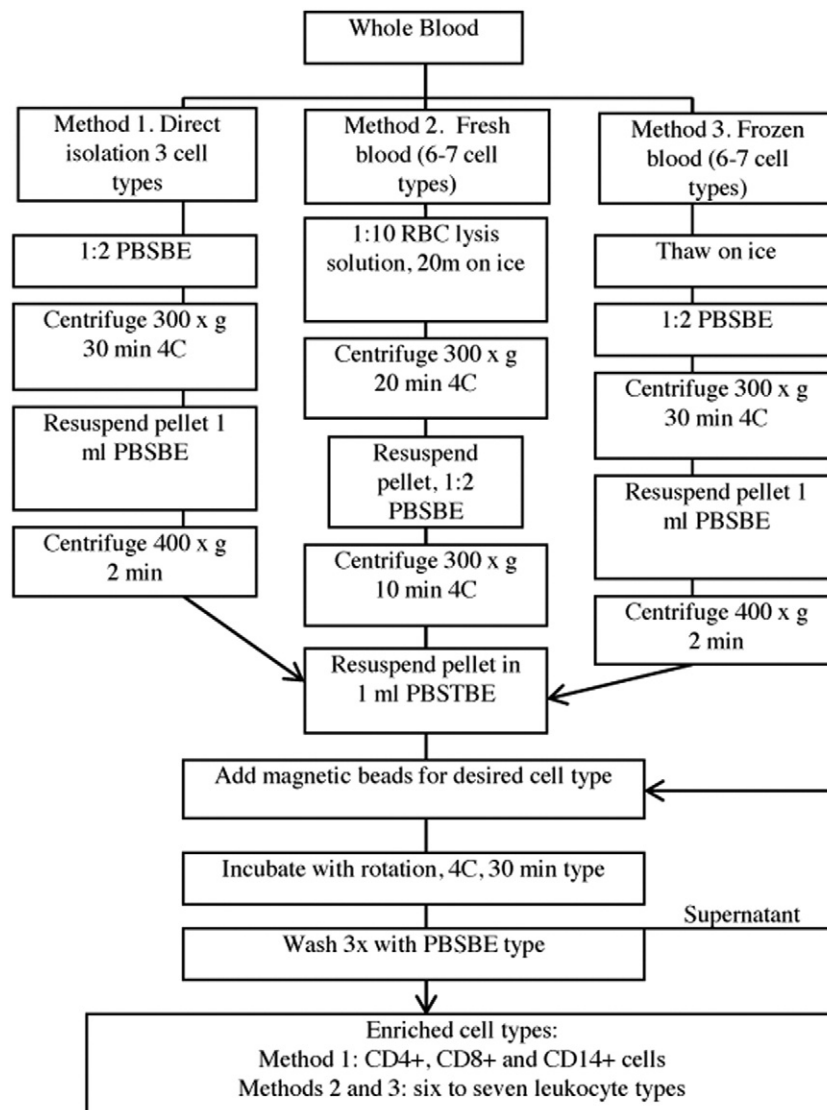 Whole Blood
Method 1. Direct
isolation 3 cell
types
1:2 PBSBE
Centrifuge 300 x g
30 min 4C
Resuspend pellet 1
ml PBSBE
Centrifuge 400 x g
2 min
Method 2. Fresh
blood (6-7 cell
types)
1:10 RBC lysis
solution, 20m on ice
Centrifuge 300 x g
20 min 4C
Resuspend
pellet, 1:2
PBSBE
Centrifuge 300 x g
10 min 4C
Method 3. Frozen
blood (6-7 cell
types)
Thaw on ice
1:2 PBSBE
Centrifuge 300 x g
30 min 4C
Resuspend pellet 1
ml PBSBE
Centrifuge 400 x g
2 min
Resuspend pellet in
1 ml PBSTBE
Add magnetic beads for desired cell type
Incubate with rotation, 4C, 30 min type
Supernatant
Wash 3x with PBSBE type
Enriched cell types:
Method 1: CD4+, CD8+ and CD14+ cells
Methods 2 and 3: six to seven leukocyte types